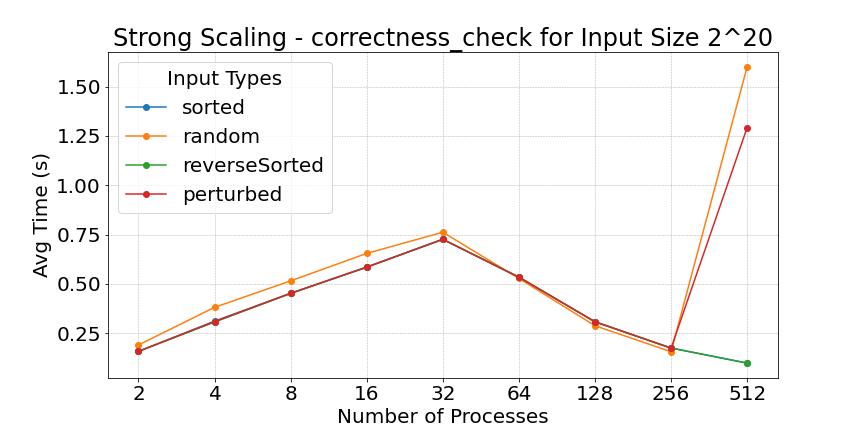 Strong Scaling - correctness_check for Input Size 2^20
Input Types
sorted
random
reverseSorted
perturbed
Avg Time (s)
1.50
1.25
1.00
0.75
0.50
0.25
2 4 8 16 32 64 128 256 512
Number of Processes